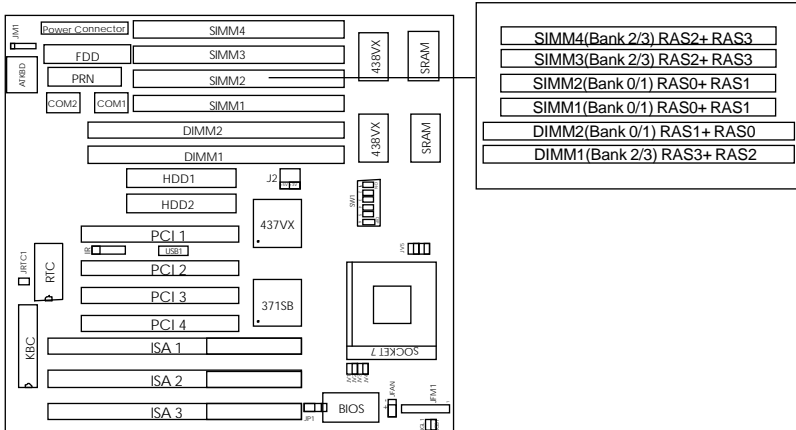 JM1
Power Connector
SIMM4
FDD
SIMM3
438VX
SRAM
ATKBD
PRN
SIMM2
COM2
COM1
SIMM1
DIMM2
438VX
SRAM
DIMM1
HDD1
J2
HDD2
SW1
437VX
PCI 1
IR
USB1
JV5
JRTC1
RTC
PCI 2
PCI 3
371SB
PCI 4
KBC
ISA 1
SOCKET 7
ISA 2
JFAN
JFM1
BIOS
JP1
ISA 3
SIMM4(Bank 2/3) RAS2+ RAS3
SIMM3(Bank 2/3) RAS2+ RAS3
SIMM2(Bank 0/1) RAS0+ RAS1
SIMM1(Bank 0/1) RAS0+ RAS1
DIMM2(Bank 0/1) RAS1+ RAS0
DIMM1(Bank 2/3) RAS3+ RAS2